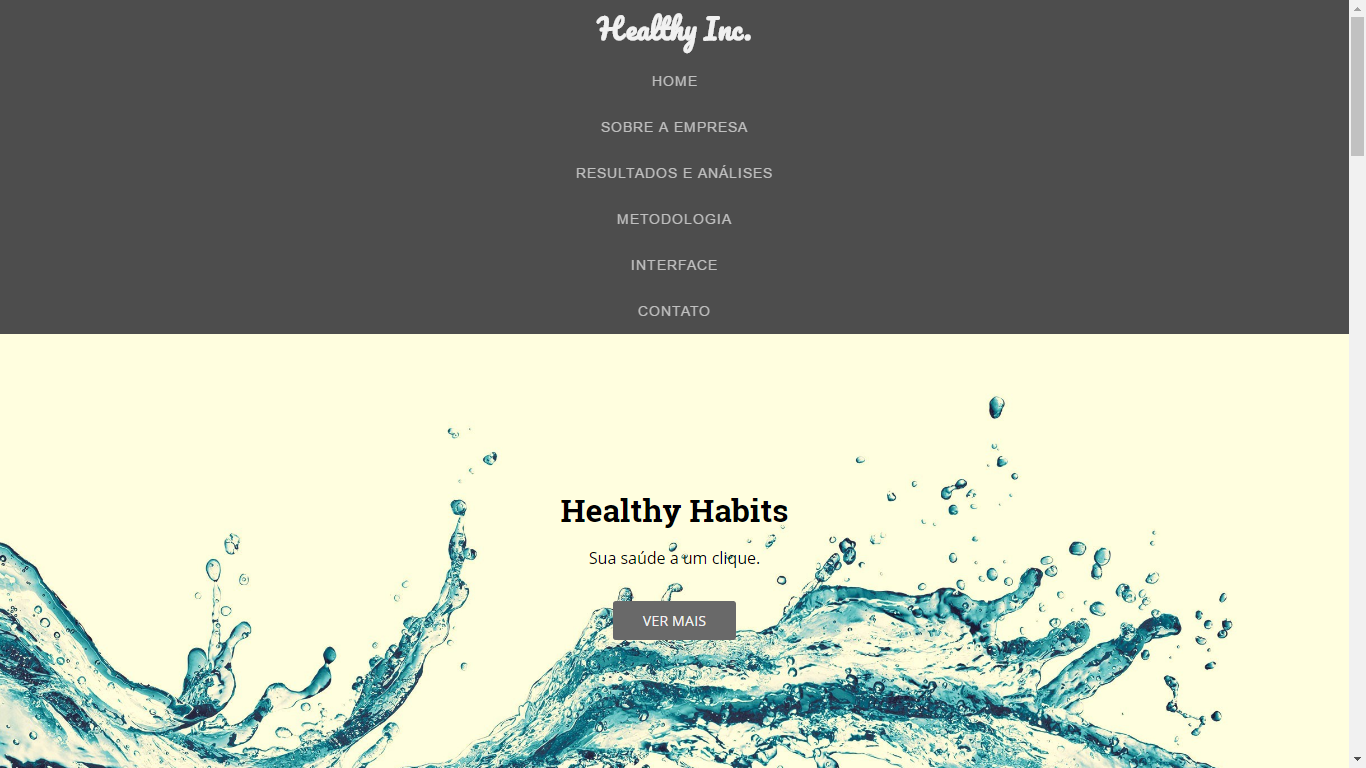 Healthy Inc.
HOME
SOBRE A EMPRESA
RESULTADOS E ANÁLISES
METODOLOGIA
INTERFACE
CONTATO
Healthy Habits
Sua saúde a um clique.
VER MAIS